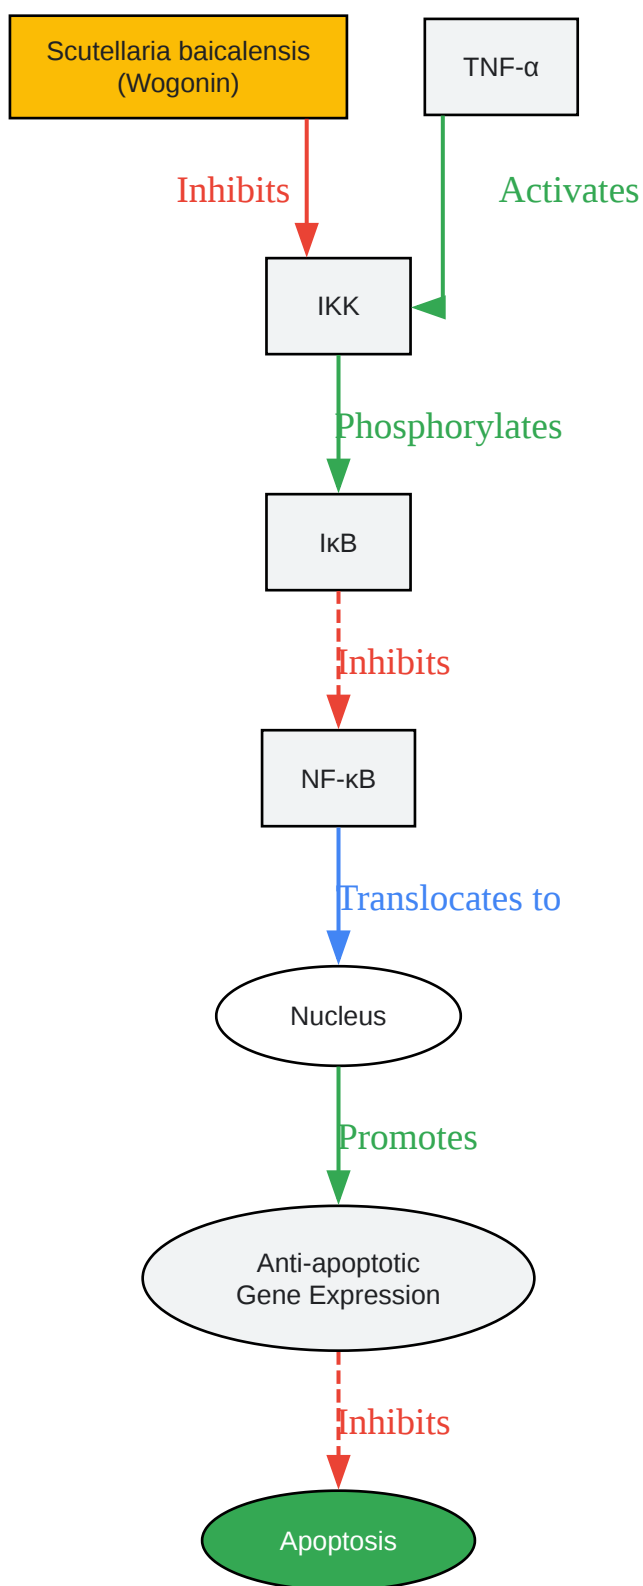 Scutellaria baicalensis
(Wogonin)
TNF-α
Inhibits
Activates
IKK
Phosphorylates
IκB
Inhibits
NF-κB
Translocates to
Nucleus
Promotes
Anti-apoptotic
Gene Expression
Inhibits
Apoptosis